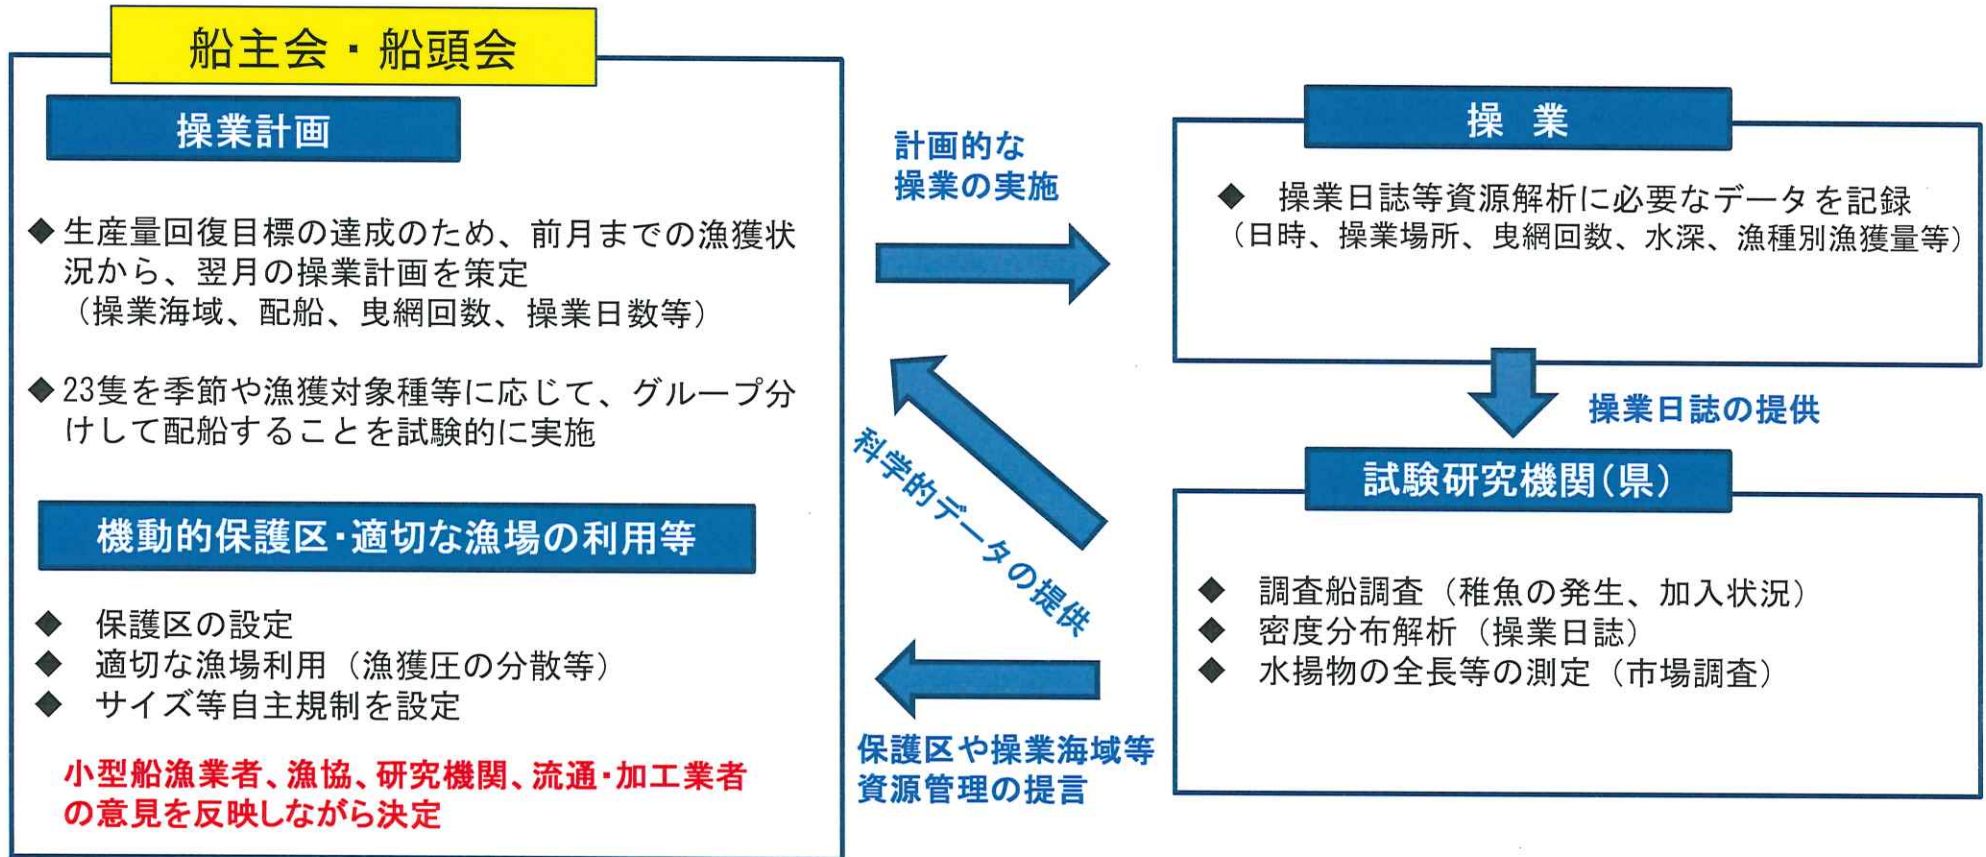 船主会・船頭会
操業計画
◆ 生産量回復目標の達成のため、前月までの漁獲状
況から、翌月の操業計画を策定
（操業海域、配船、曳網回数、操業日数等）
◆ 23隻を季節や漁獲対象種等に応じて、グループ分
けして配船することを試験的に実施
機動的保護区・適切な漁場の利用等
◆ 保護区の設定
◆ 適切な漁場利用（漁獲圧の分散等）
◆ サイズ等自主規制を設定
小型船漁業者、漁協、研究機関、流通・加工業者
の意見を反映しながら決定
計画的な
操業の実施
科学的データの提供
保護区や操業海域等
資源管理の提言
操 業
◆ 操業日誌等資源解析に必要なデータを記録
（日時、操業場所、曳網回数、水深、漁種別漁獲量等）
操業日誌の提供
試験研究機関（県）
◆ 調査船調査（稚魚の発生、加入状況）
◆ 密度分布解析（操業日誌）
◆ 水揚物の全長等の測定（市場調査）